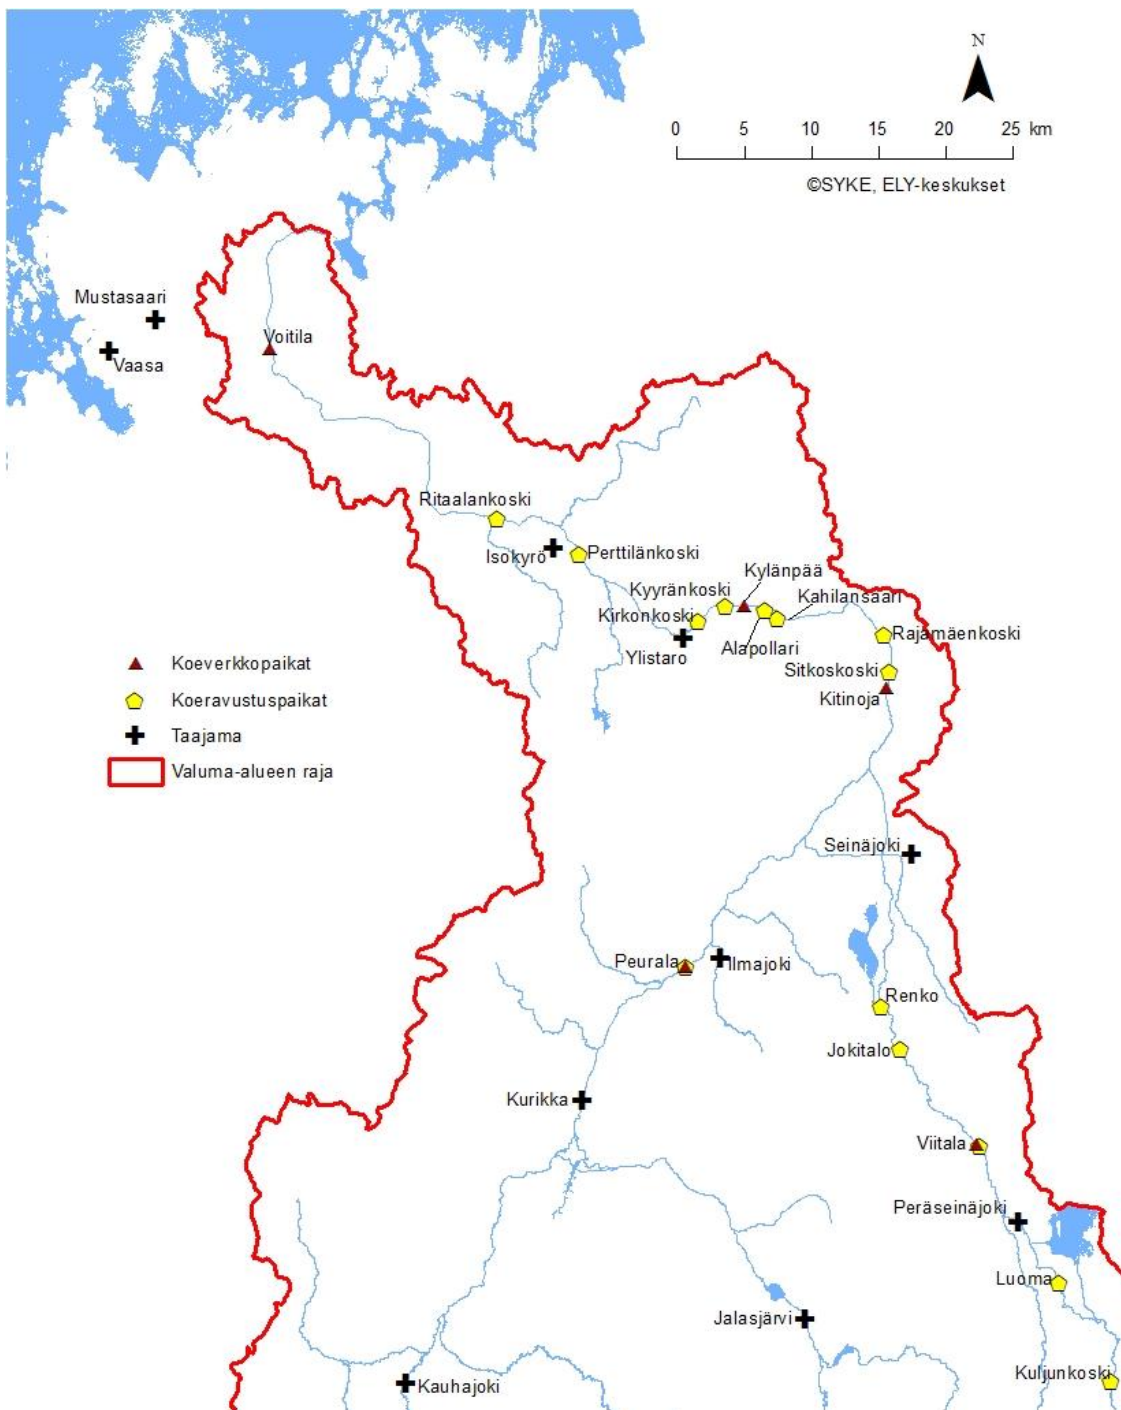 N
0 5 10 15 20 25 km
©SYKE, ELY-keskukset
Mustasaari
Vaasa
Voitila
Ritaalankoski
Isokyrö
Perttilänkoski
Kylänpää
Kyyränkoski
Kahilansaari
Kirkonkoski
Alapollari
Rajamäenkoski
Ylistaro
Sitkoskoski
Kitinoja
Koeverkkopaikat
Koeravustuspaikat
Taajama
Valuma-alueen raja
Seinäjoki
Peurala
Ilmajoki
Renko
Jokitalo
Kurikka
Viitala
Peräseinäjoki
Luoma
Jalasjärvi
Kuljunkoski
Kauhajoki